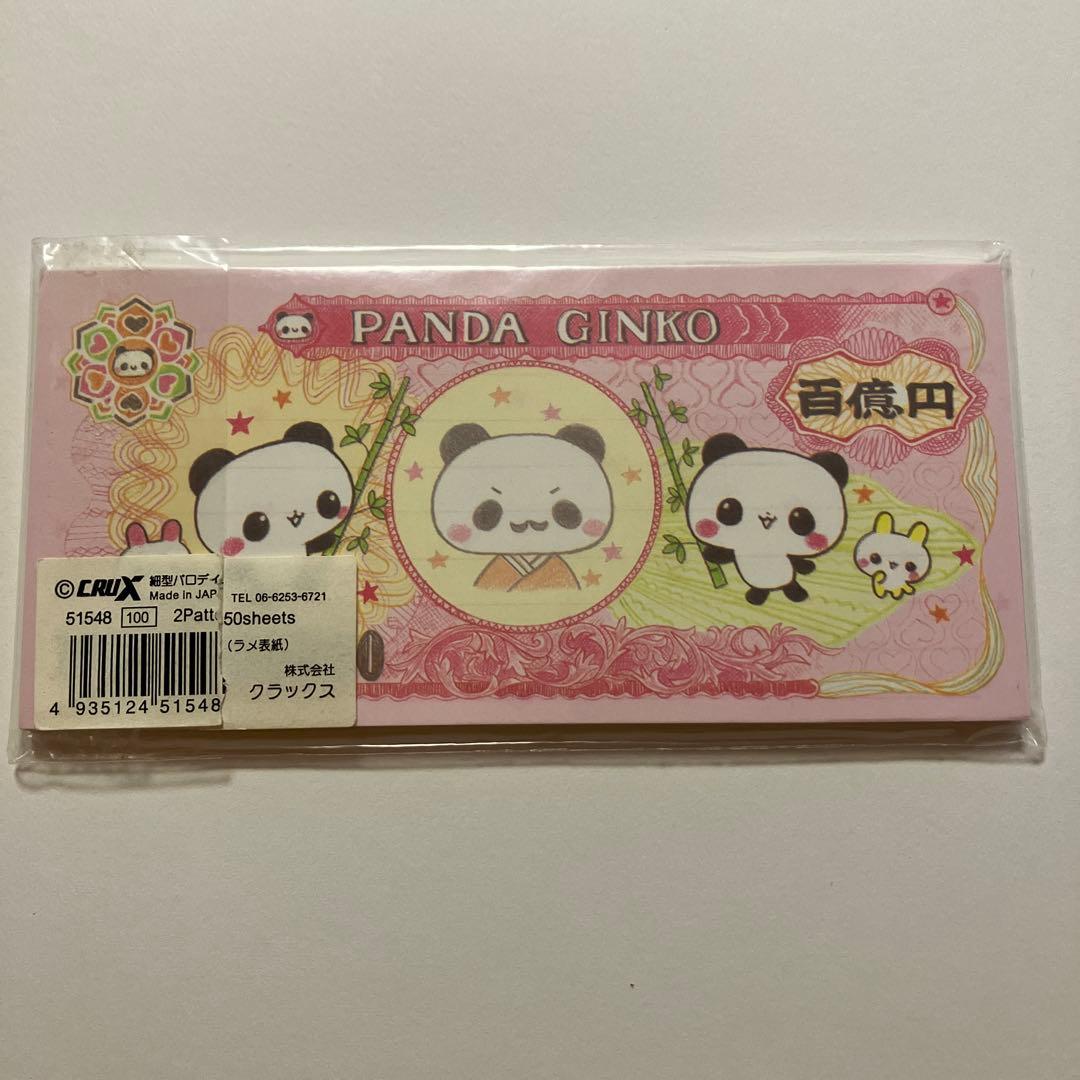 PANDA GINKO
百億円
© CRUX 細型パロディ
Made in JAP
TEL 06-6253-6721
51548 100 2Patt 50sheets
(ラメ表紙)
株式会社
クラックス
4 935124 51548